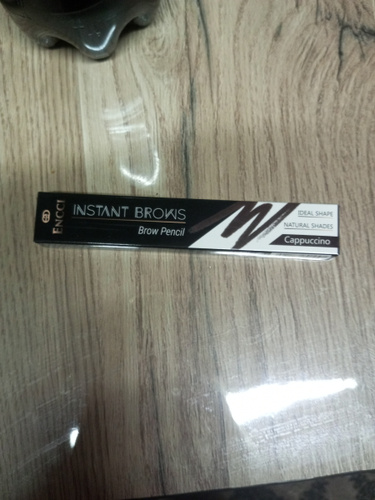 ENCCI
INSTANT BROWS
Brow Pencil
IDEAL SHAPE
NATURAL SHADES
Cappuccino